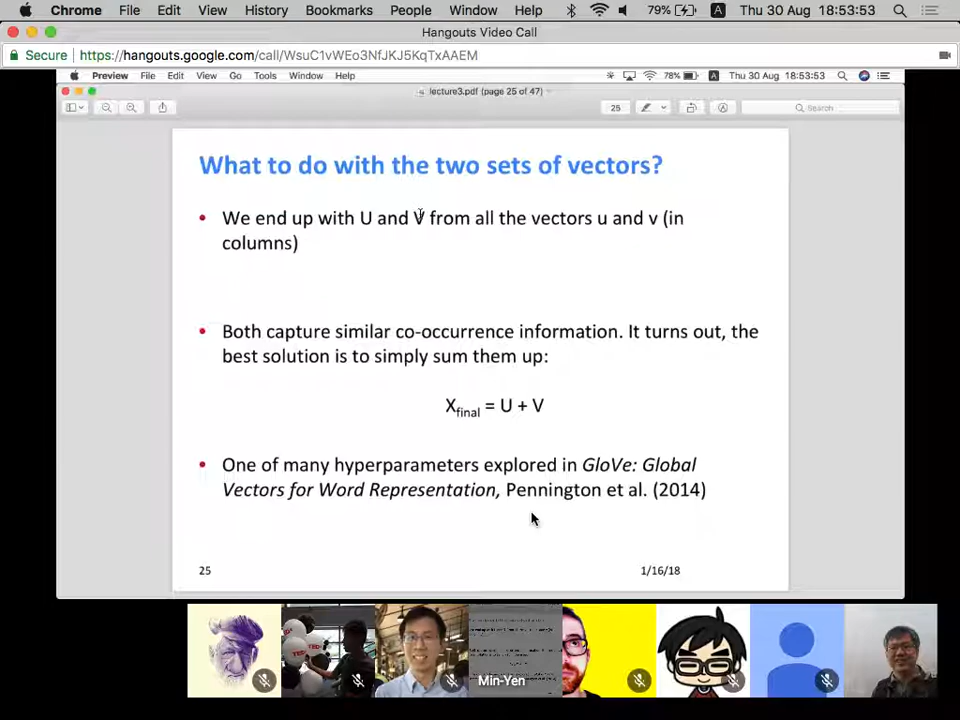 Chrome File Edit View History Bookmarks People Window Help 79% A Thu 30 Aug 18:53:53
Hangouts Video Call
Secure https://hangouts.google.com/call/WsuC1vWEo3NfJKJ5KqTxAAEM
Preview File Edit View Go Tools Window Help 78% A Thu 30 Aug 18:53:53
lecture3.pdf (page 25 of 47)
25 Search
What to do with the two sets of vectors?
• We end up with U and V from all the vectors u and v (in
columns)
• Both capture similar co-occurrence information. It turns out, the
best solution is to simply sum them up:
Xfinal = U + V
• One of many hyperparameters explored in GloVe: Global
Vectors for Word Representation, Pennington et al. (2014)
25 1/16/18
TED
Min-Yen